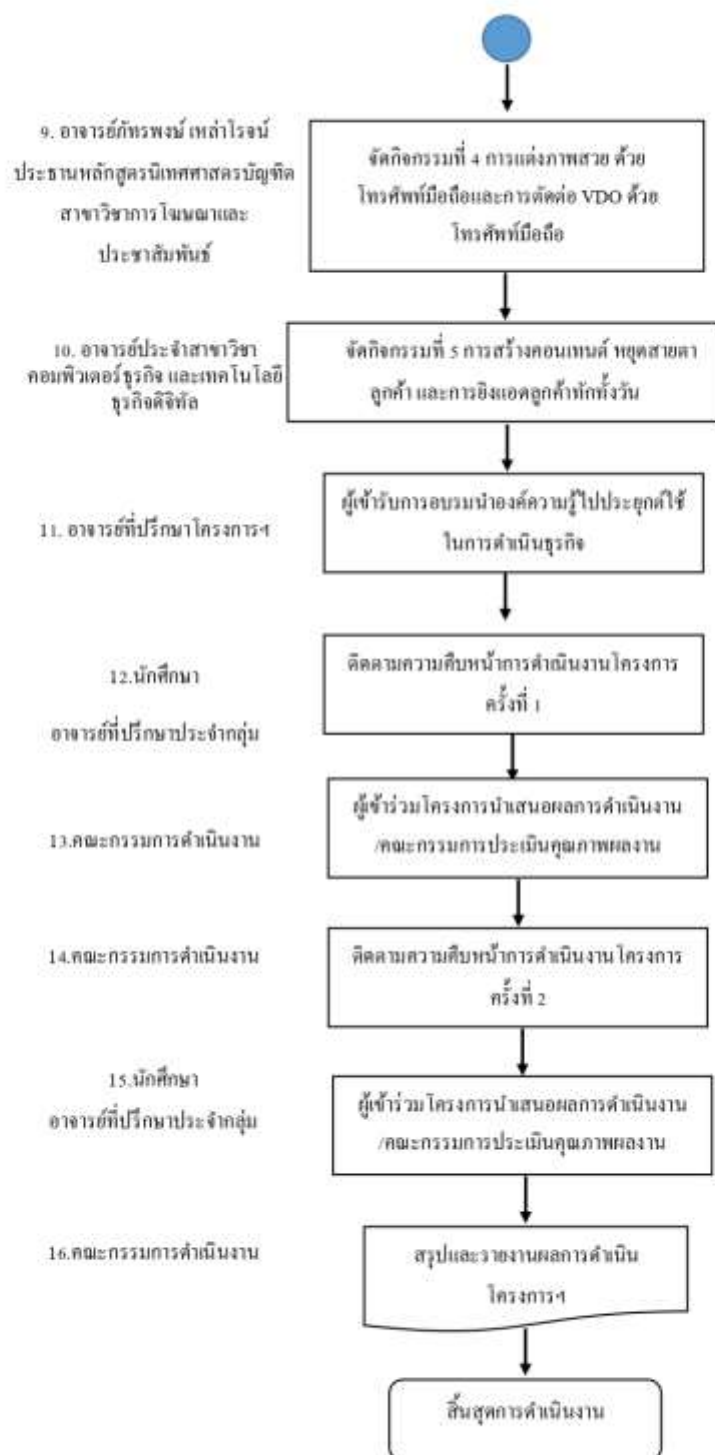 9. อาจารย์ภัทรพงษ์ เหล่าโรจน์
ประธานหลักสูตรนิเทศศาสตรบัญฑิต
สาขาวิชาการโฆษณาและ
ประชาสัมพันธ์
จัดกิจกรรมที่ 4 การแต่งภาพสวย ด้วย
โทรศัพท์มือถือและการตัดต่อ VDO ด้วย
โทรศัพท์มือถือ
10. อาจารย์ประจำสาขาวิชา
คอมพิวเตอร์ธุรกิจ และเทคโนโลยี
ธุรกิจดิจิทัล
จัดกิจกรรมที่ 5 การสร้างคอนเทนต์ หยุดสายตา
ลูกค้า และการยิงแอดลูกค้าทักทั้งวัน
11. อาจารย์ที่ปรึกษาโครงการฯ
ผู้เข้ารับการอบรมนำองค์ความรู้ไปประยุกต์ใช้
ในการดำเนินธุรกิจ
12.นักศึกษา
อาจารย์ที่ปรึกษาประจำกลุ่ม
ติดตามความคืบหน้าการดำเนินงานโครงการ
ครั้งที่ 1
13.คณะกรรมการดำเนินงาน
ผู้เข้าร่วมโครงการนำเสนอผลการดำเนินงาน
/คณะกรรมการประเมินคุณภาพผลงาน
14.คณะกรรมการดำเนินงาน
ติดตามความคืบหน้าการดำเนินงานโครงการ
ครั้งที่ 2
15.นักศึกษา
อาจารย์ที่ปรึกษาประจำกลุ่ม
ผู้เข้าร่วมโครงการนำเสนอผลการดำเนินงาน
/คณะกรรมการประเมินคุณภาพผลงาน
16.คณะกรรมการดำเนินงาน
สรุปและรายงานผลการดำเนิน
โครงการฯ
สิ้นสุดการดำเนินงาน